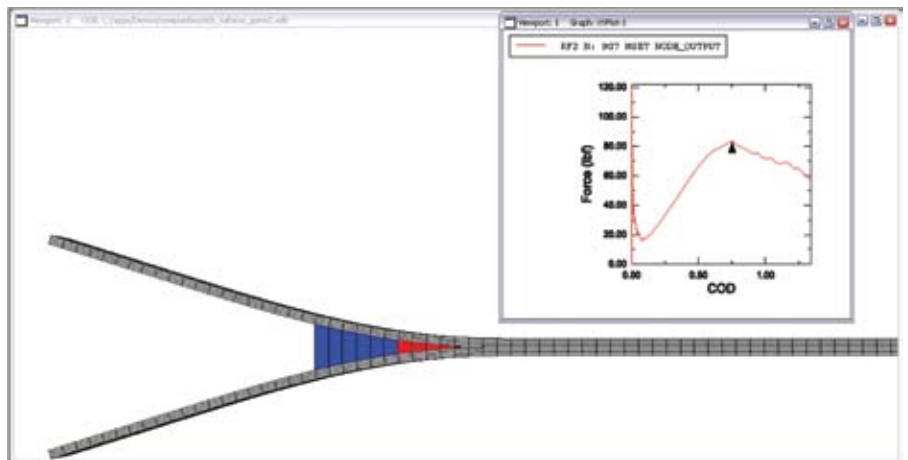 Viewport: 1 Graph: XYPlot-1
RF2 N: 907 NSET NODE_OUTPUT
120.00
100.00
80.00
60.00
40.00
20.00
0.00
Force (lbf)
0.00 0.50 1.00
COD